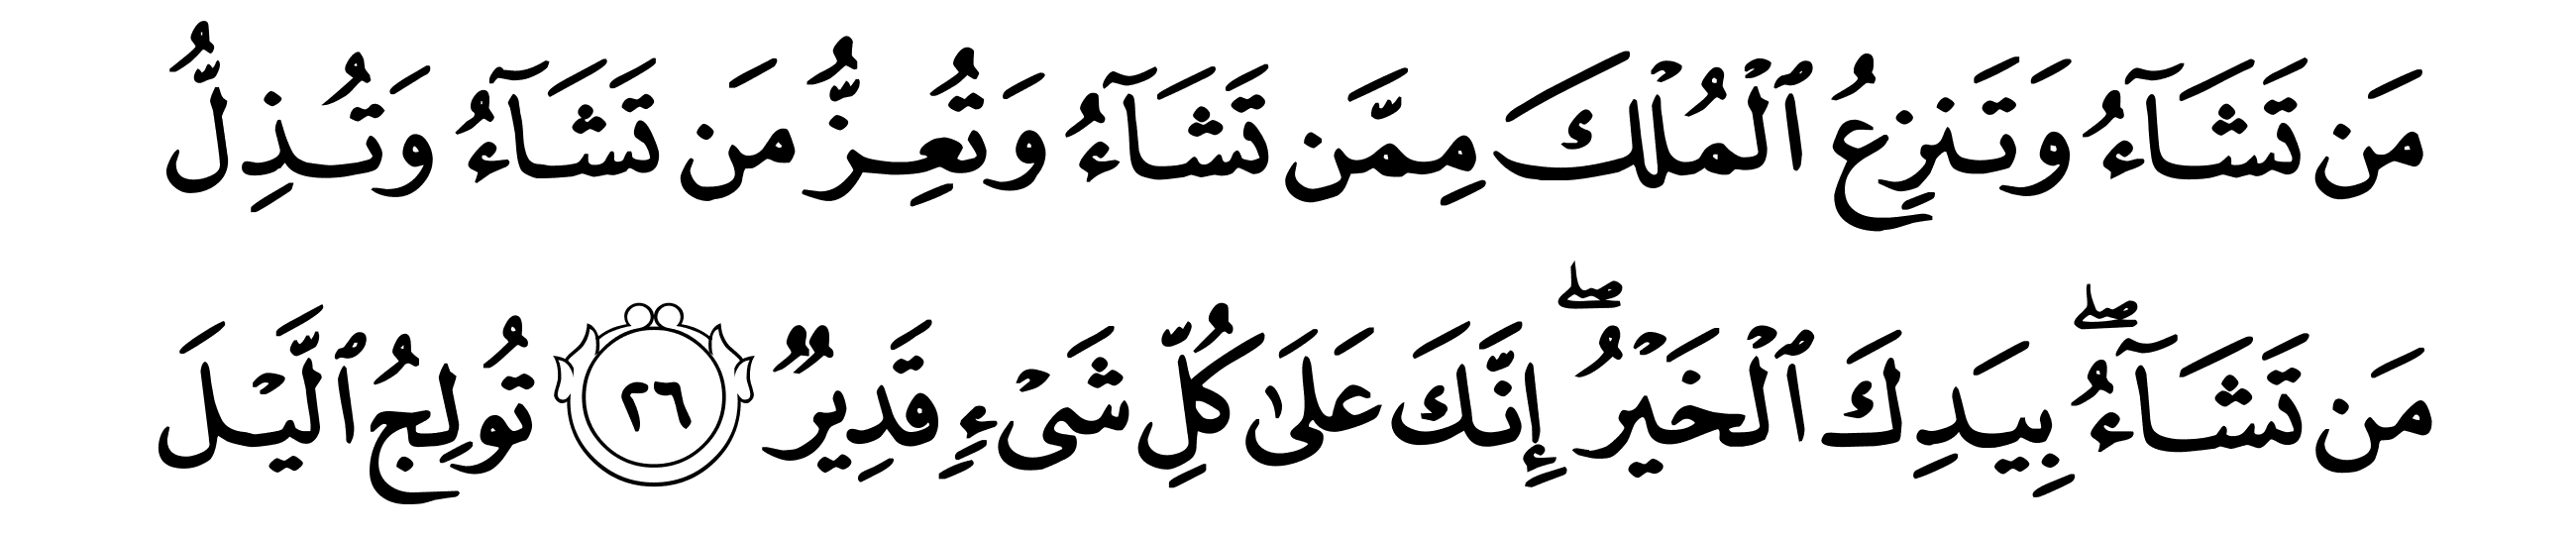 مَن تَشَآءُ وَتَنزِعُ ٱلْمُلْكَ مِمَّن تَشَآءُ وَتُعِزُّ مَن تَشَآءُ وَتُذِلُّ
مَن تَشَآءُۖ بِيَدِكَ ٱلْخَيْرُۖ إِنَّكَ عَلَىٰ كُلِّ شَىْءٍ قَدِيرٌ ٢٦ تُولِجُ ٱلَّيْلَ